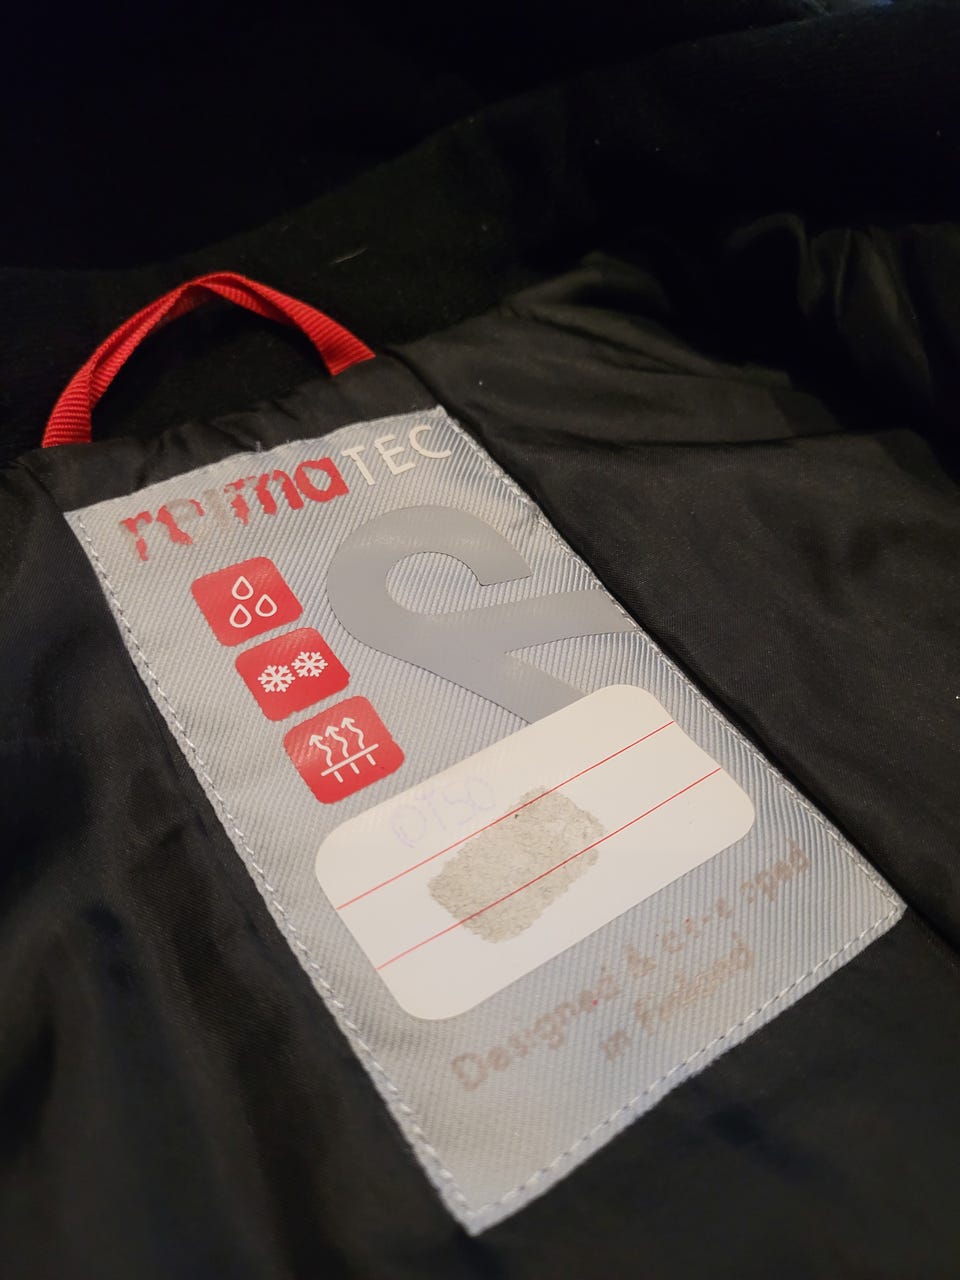 reimaTEC
Designed & developed
in Finland